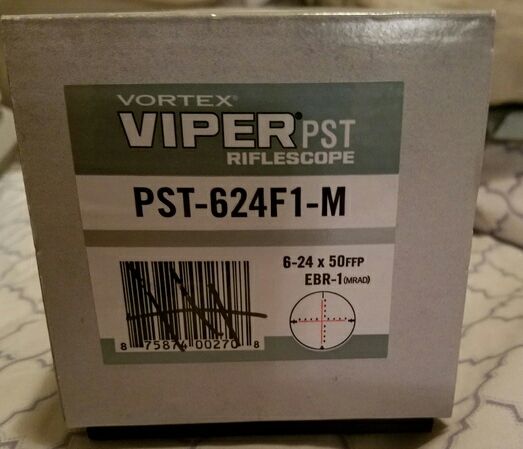 VORTEX®
VIPER® PST
RIFLESCOPE
PST-624F1-M
6-24 x 50FFP
EBR-1(MRAD)
8 75874 00270 8